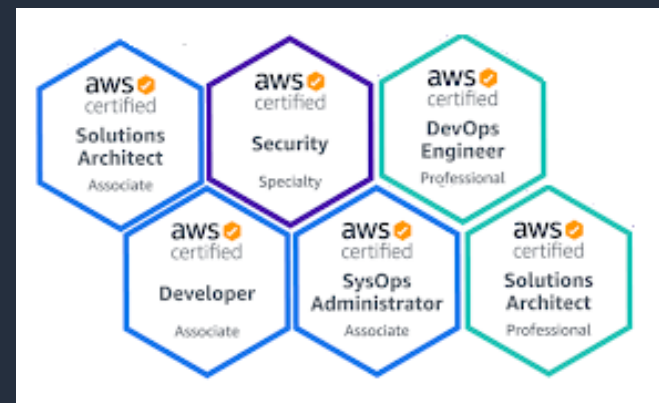 aws
certified
Solutions
Architect
Associate
aws
certified
Security
Specialty
aws
certified
DevOps
Engineer
Professional
aws
certified
Developer
Associate
aws
certified
SysOps
Administrator
Associate
aws
certified
Solutions
Architect
Professional